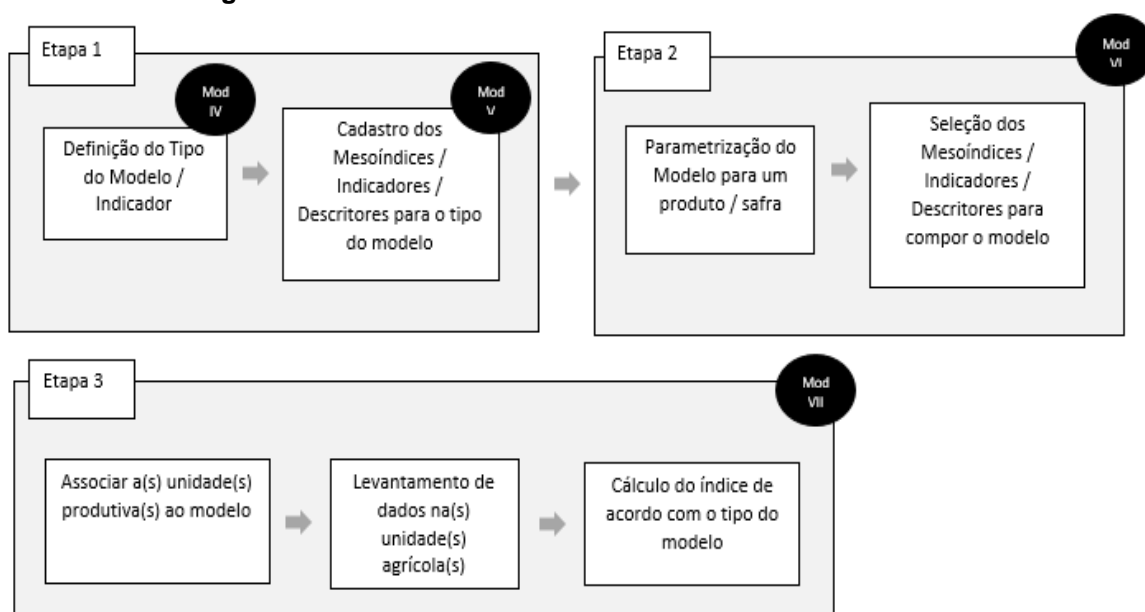 g
Etapa 1
Mod
IV
Definição do Tipo
do Modelo /
Indicador
Mod
V
Cadastro dos
Mesoíndices /
Indicadores /
Descritores para o tipo
do modelo
Etapa 2
Mod
VI
Parametrização do
Modelo para um
produto / safra
Seleção dos
Mesoíndices /
Indicadores /
Descritores para
compor o modelo
Etapa 3
Mod
VII
Associar a(s) unidade(s)
produtiva(s) ao modelo
Levantamento de
dados na(s)
unidade(s)
agrícola(s)
Cálculo do índice de
acordo com o tipo do
modelo